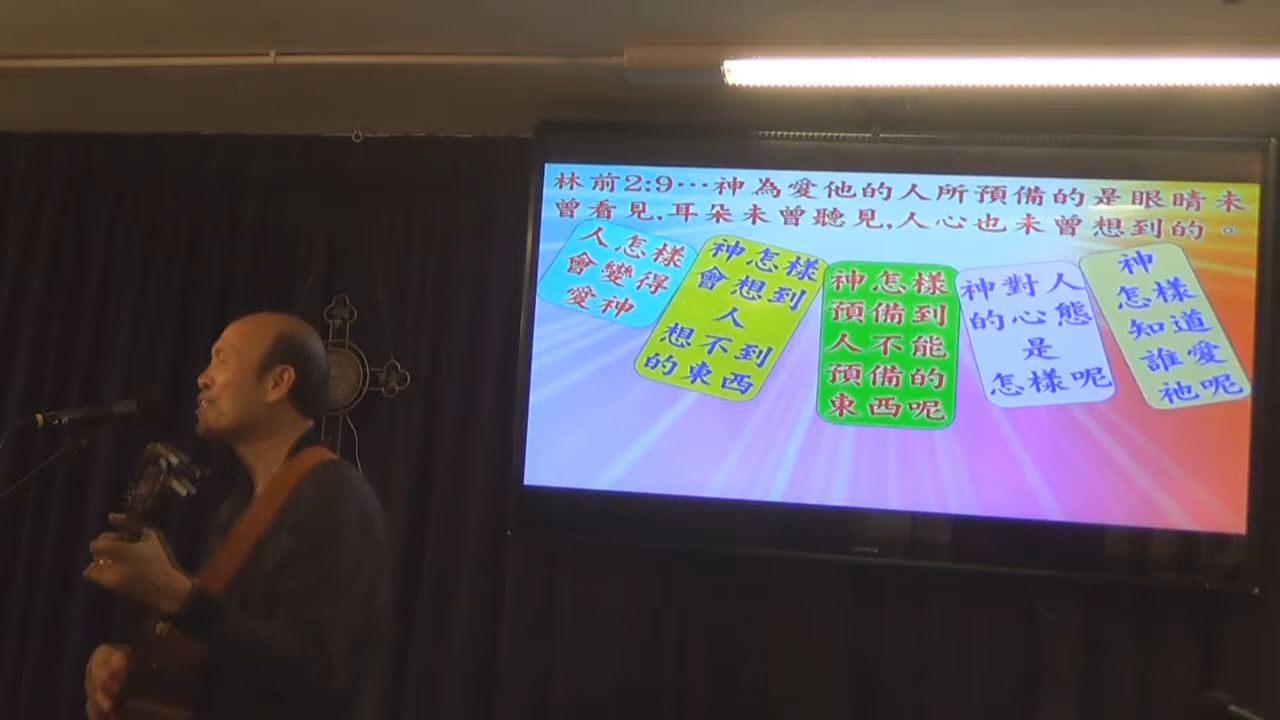 林前2:9…神為愛他的人所預備的是眼睛未
曾看見,耳朵未曾聽見,人心也未曾想到的。
人怎樣
會變得
愛神
神怎樣
會想到
人
想不到
的東西
神怎樣
預備到
人不能
預備的
東西呢
神對人
的心態
是
怎樣呢
神
怎樣
知道
誰愛
祂呢